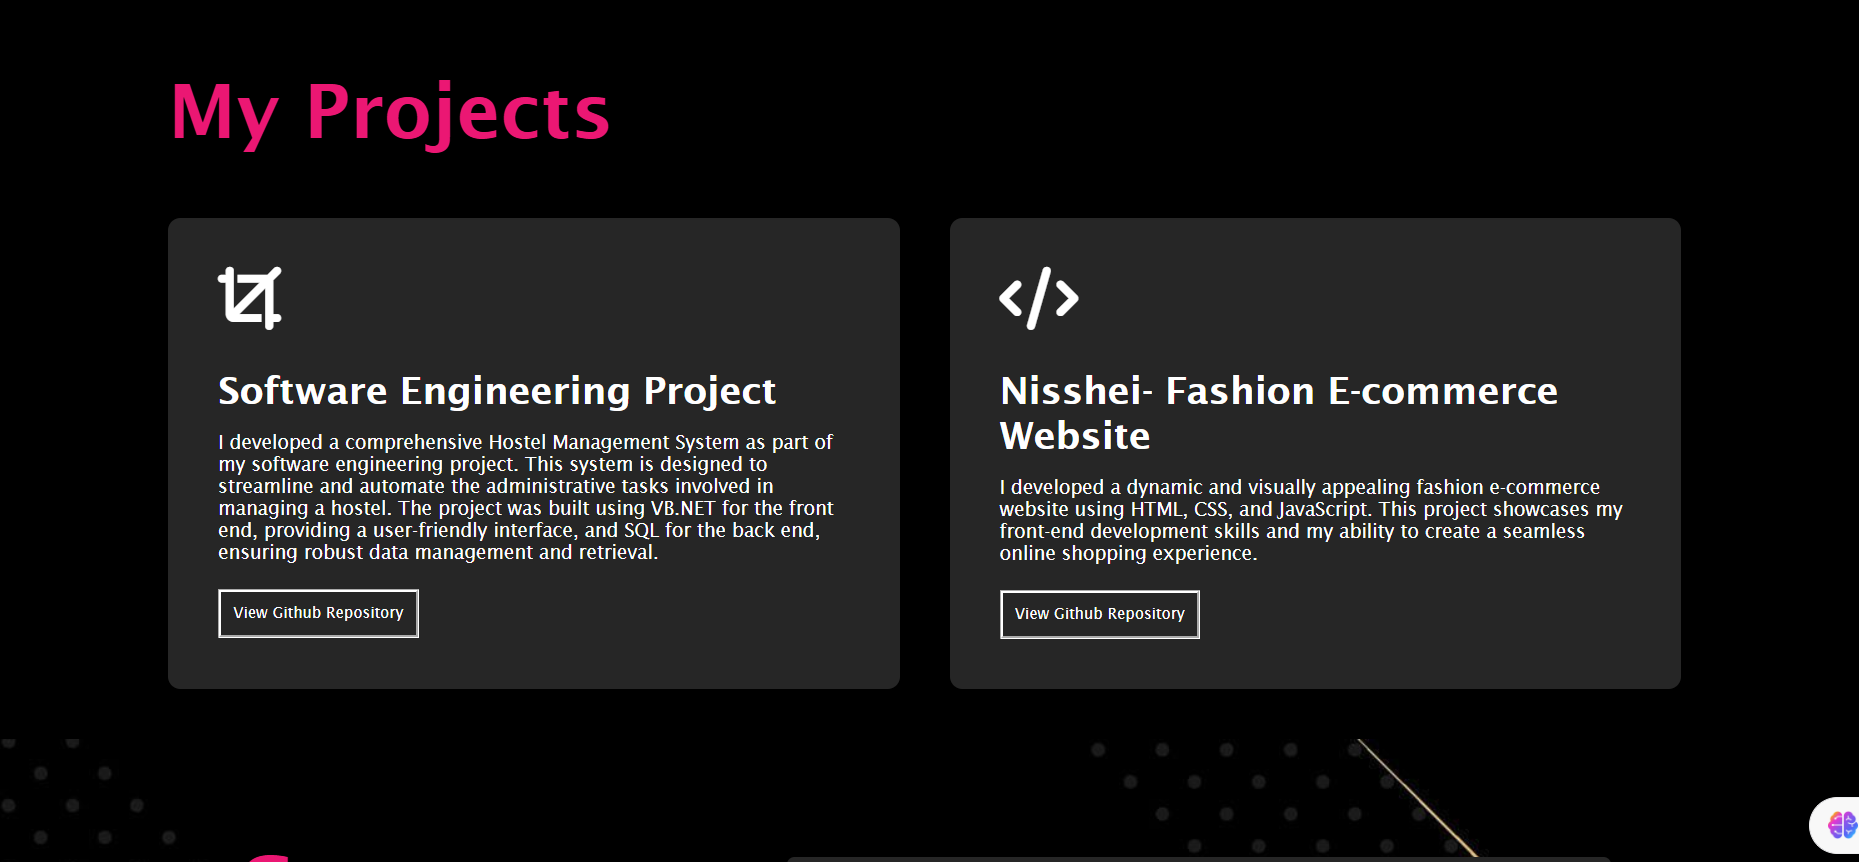 My Projects
Software Engineering Project
I developed a comprehensive Hostel Management System as part of
my software engineering project. This system is designed to
streamline and automate the administrative tasks involved in
managing a hostel. The project was built using VB.NET for the front
end, providing a user-friendly interface, and SQL for the back end,
ensuring robust data management and retrieval.
View Github Repository
Nisshei- Fashion E-commerce
Website
I developed a dynamic and visually appealing fashion e-commerce
website using HTML, CSS, and JavaScript. This project showcases my
front-end development skills and my ability to create a seamless
online shopping experience.
View Github Repository